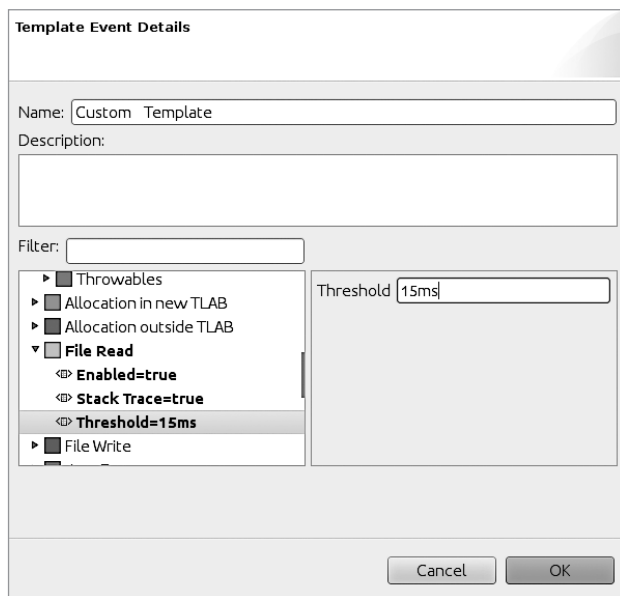 Template Event Details
Name: Custom Template
Description:
Filter:
Throwables
Allocation in new TLAB
Allocation outside TLAB
File Read
Enabled=true
Stack Trace=true
Threshold=15ms
File Write
Threshold 15ms
Cancel OK